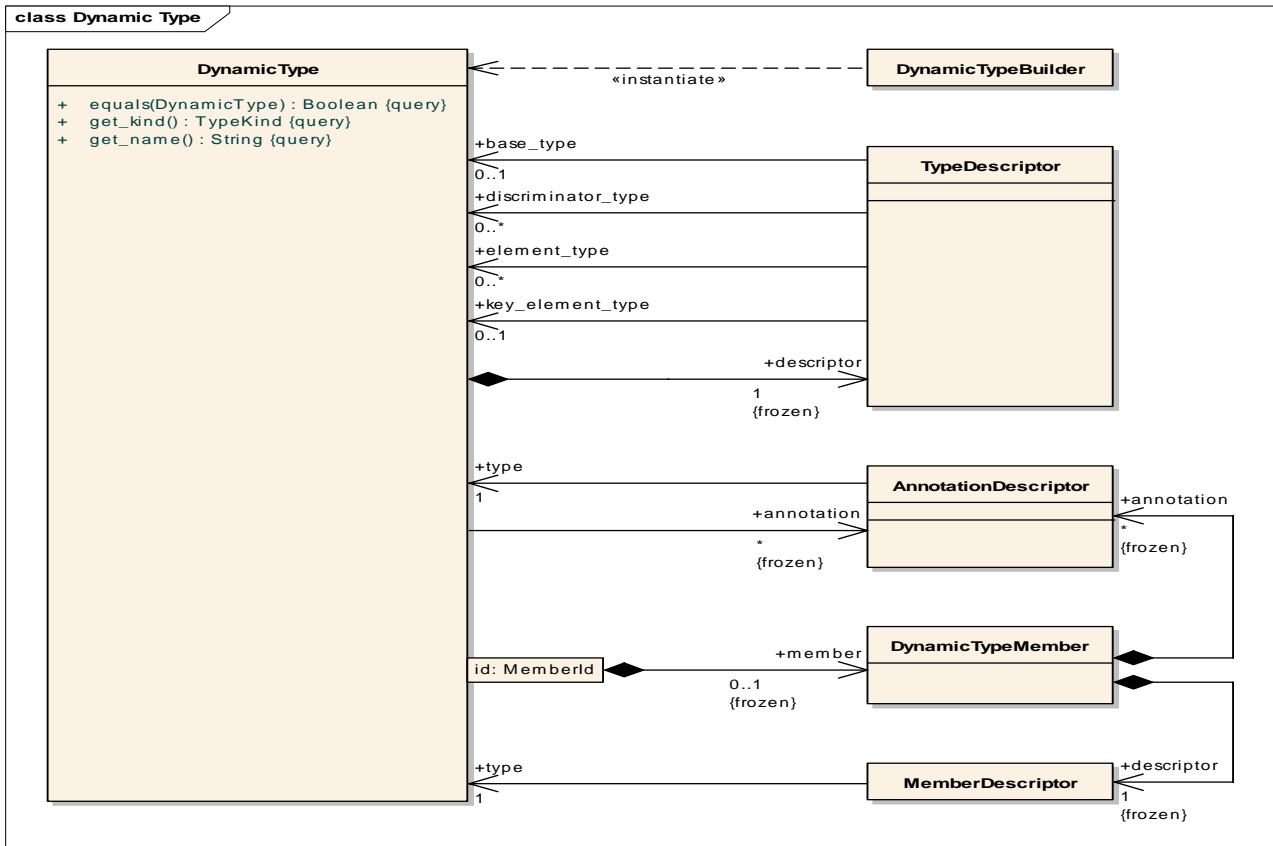 class Dynamic Type
DynamicType
+ equals(DynamicType) : Boolean {query}
+ get_kind() : TypeKind {query}
+ get_name() : String {query}
«instantiate»
DynamicTypeBuilder
+base_type
0..1
+discriminator_type
0..*
+element_type
0..*
+key_element_type
0..1
TypeDescriptor
+descriptor
1
{frozen}
+type
1
AnnotationDescriptor
+annotation
*
{frozen}
+annotation
*
{frozen}
id: MemberId
+member
0..1
{frozen}
DynamicTypeMember
+type
1
MemberDescriptor
+descriptor
1
{frozen}